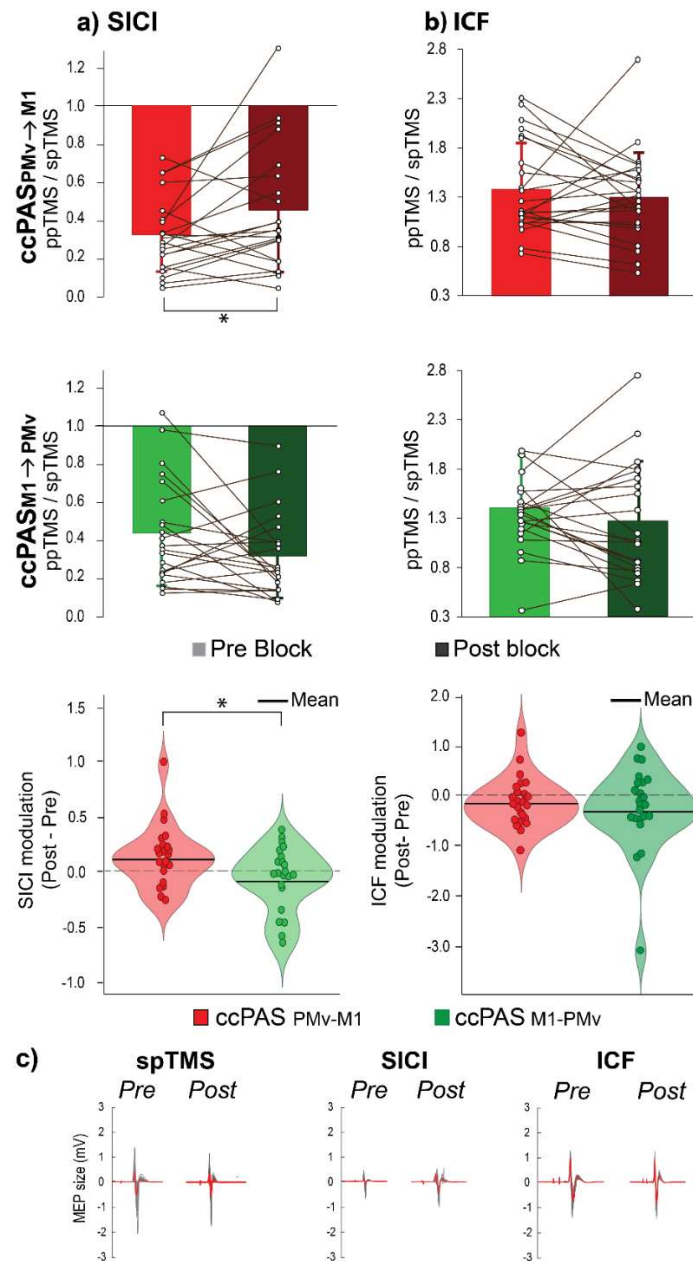 a) SICI
b) ICF
ccPASPMv→M1
ppTMS / spTMS
1.2
1.0
0.8
0.6
0.4
0.2
0.0
*
ppTMS / spTMS
2.8
2.3
1.8
1.3
0.8
0.3
ccPASM1→PMv
ppTMS / spTMS
1.2
1.0
0.8
0.6
0.4
0.2
0.0
ppTMS / spTMS
2.8
2.3
1.8
1.3
0.8
0.3
Pre Block
Post block
SICI modulation
(Post - Pre)
1.5
1.0
0.5
0.0
-0.5
-1.0
*
Mean
ICF modulation
(Post- Pre)
2.0
1.0
0.0
-1.0
-3.0
Mean
ccPAS PMv-M1
ccPAS M1-PMv
c)
spTMS
SICI
ICF
Pre Post
Pre Post
Pre Post
MEP size (mV)
3
2
1
0
-1
-2
-3
3
2
1
0
-1
-2
-3
3
2
1
0
-1
-2
-3